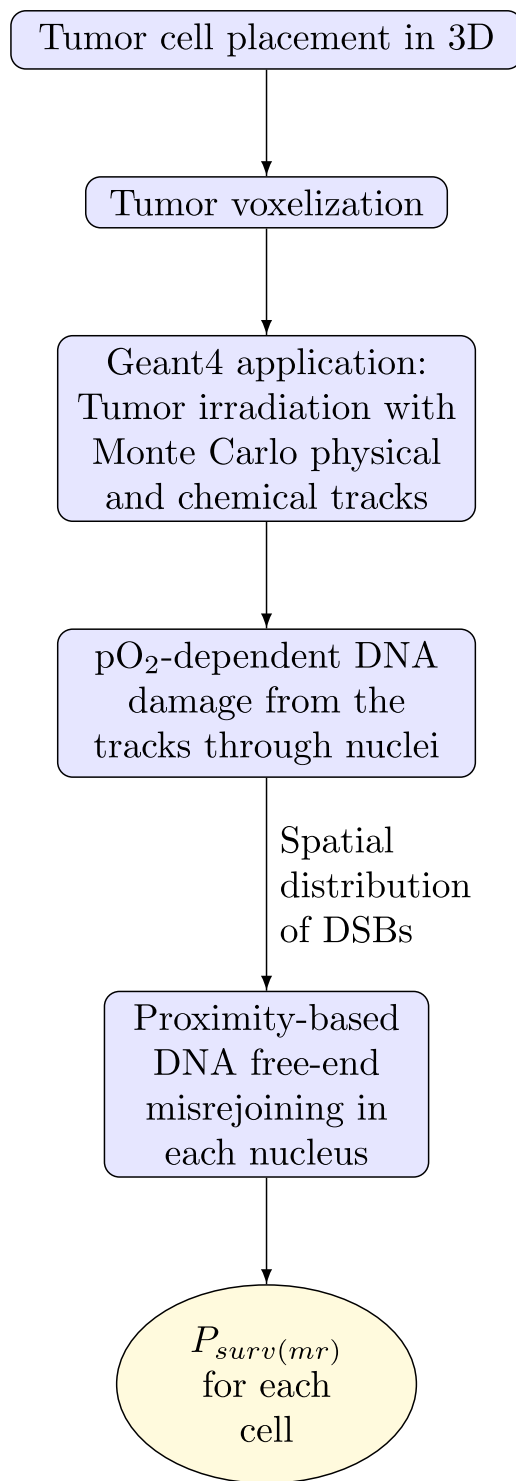 Tumor cell placement in 3D
Tumor voxelization
Geant4 application:
Tumor irradiation with
Monte Carlo physical
and chemical tracks
pO₂-dependent DNA
damage from the
tracks through nuclei
Spatial
distribution
of DSBs
Proximity-based
DNA free-end
misrejoining in
each nucleus
P_{surv(mr)}
for each
cell